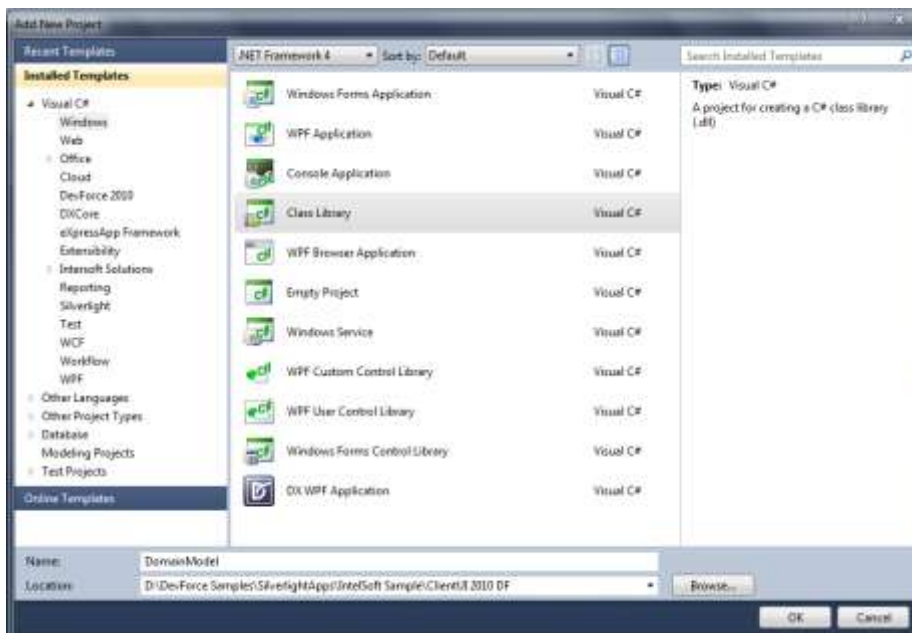 Add New Project
Recent Templates
Installed Templates
Visual C#
Windows
Web
Office
Cloud
DevForce 2010
DXCore
eXpressApp Framework
Extensibility
Intersoft Solutions
Reporting
Silverlight
Test
WCF
Workflow
WPF
Other Languages
Other Project Types
Database
Modeling Projects
Test Projects
Online Templates
.NET Framework 4 Sort by: Default
Windows Forms Application Visual C#
WPF Application Visual C#
Console Application Visual C#
Class Library Visual C#
WPF Browser Application Visual C#
Empty Project Visual C#
Windows Service Visual C#
WPF Custom Control Library Visual C#
WPF User Control Library Visual C#
Windows Forms Control Library Visual C#
DX WPF Application Visual C#
Search Installed Templates
Type: Visual C#
A project for creating a C# class library
(.dll)
Name: DomainModel
Location: D:\DevForce Samples\SilverlightApps\IntelSoft Sample\ClientUI 2010 DF
Browse...
OK Cancel